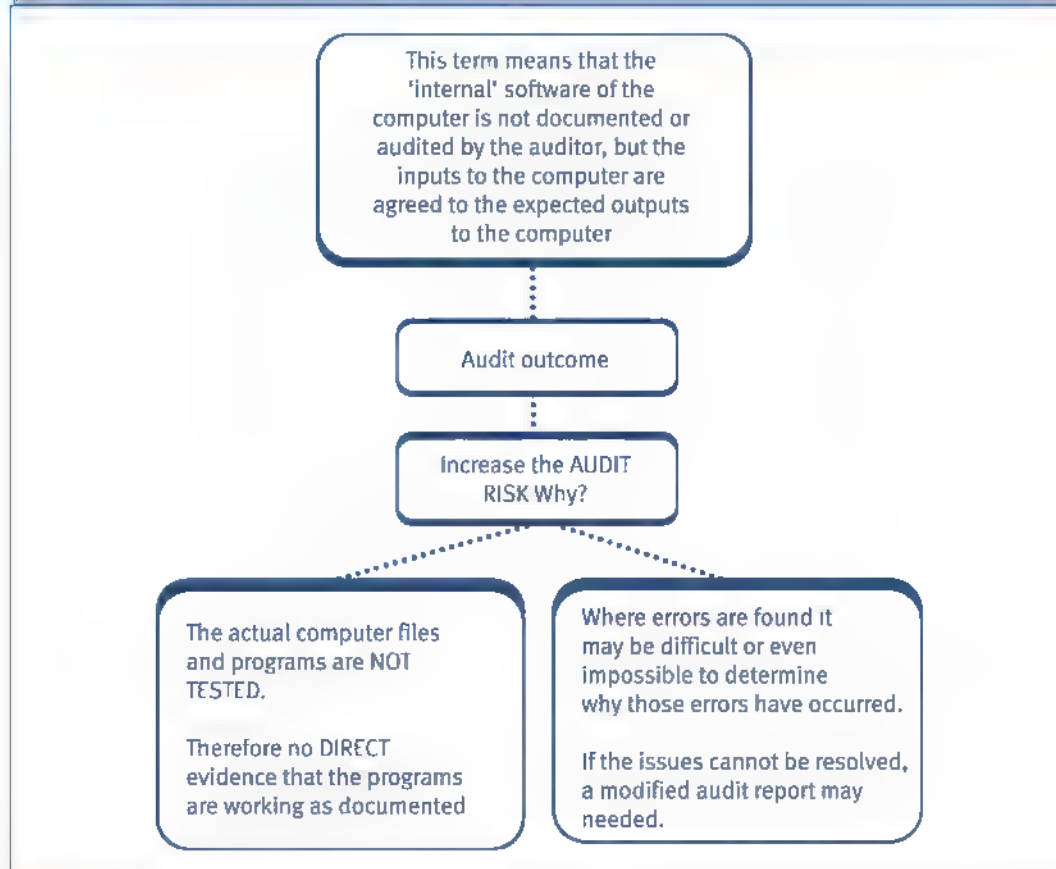 This term means that the
'internal' software of the
computer is not documented or
audited by the auditor, but the
inputs to the computer are
agreed to the expected outputs
to the computer
Audit outcome
Increase the AUDIT
RISK Why?
The actual computer files
and programs are NOT
TESTED.
Therefore no DIRECT
evidence that the programs
are working as documented
Where errors are found it
may be difficult or even
impossible to determine
why those errors have occurred.
If the issues cannot be resolved,
a modified audit report may
needed.